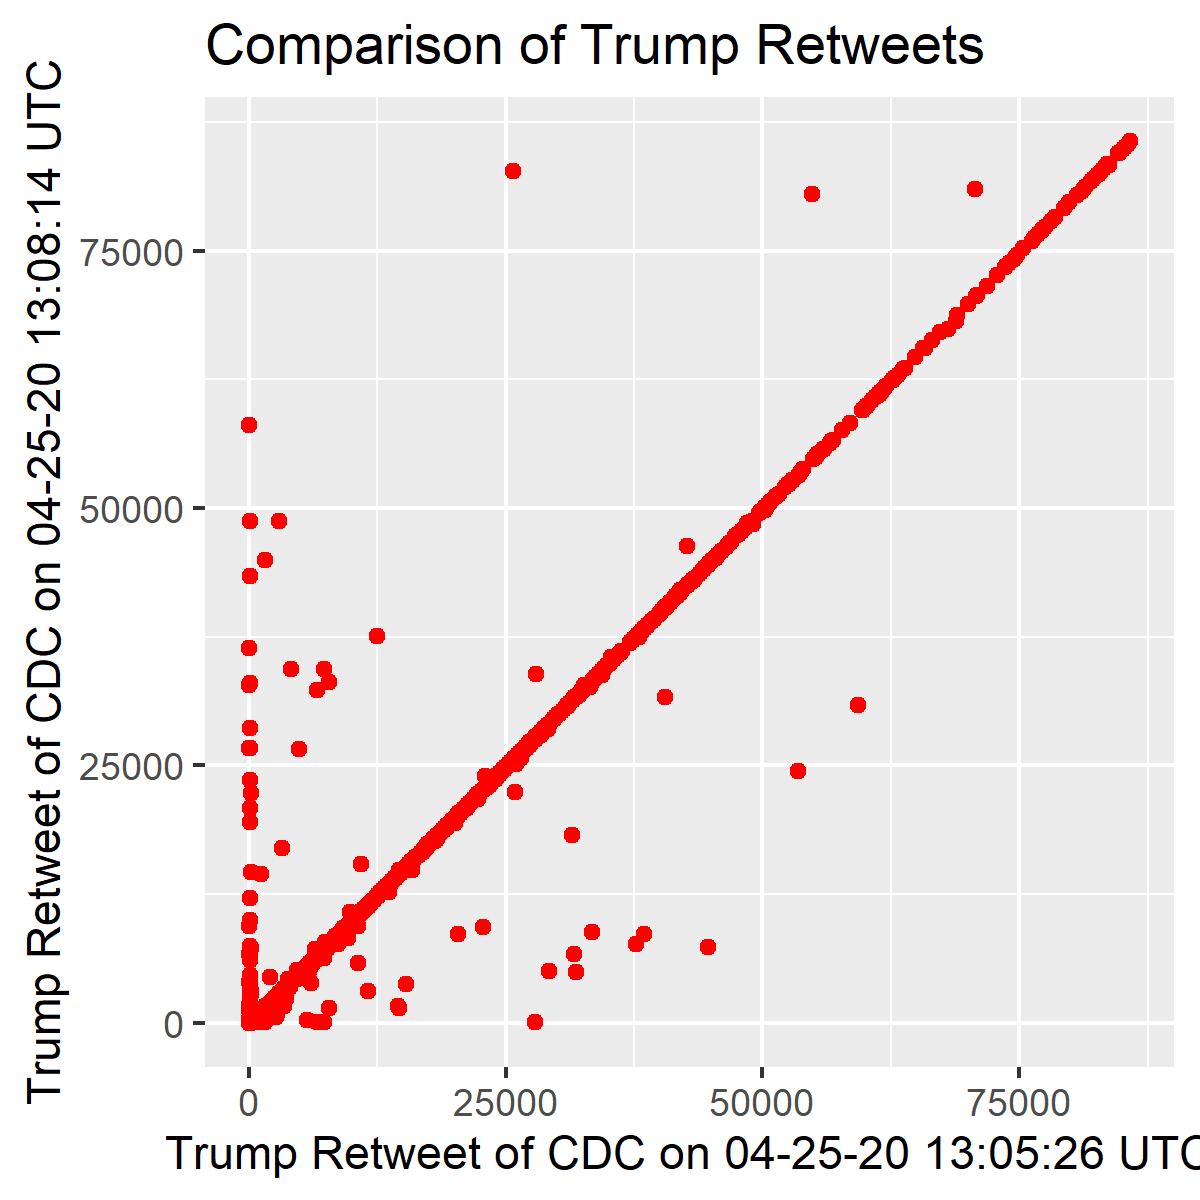 Comparison of Trump Retweets
Trump Retweet of CDC on 04-25-20 13:08:14 UTC
75000
50000
25000
0
0
25000
50000
75000
Trump Retweet of CDC on 04-25-20 13:05:26 UTC